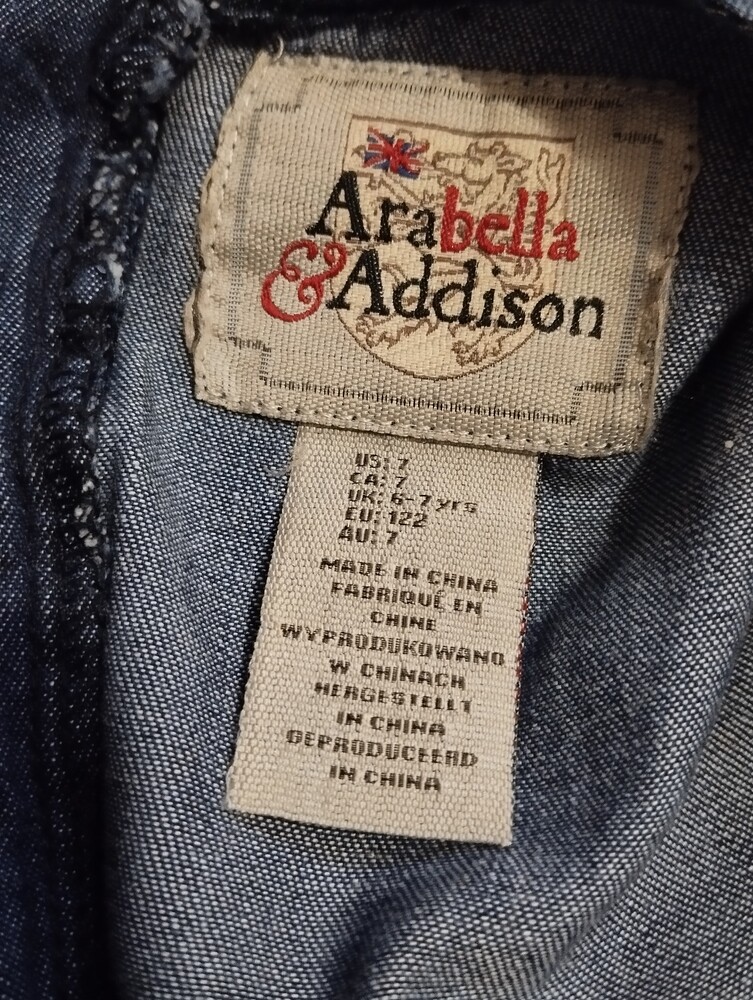 Arabella
&Addison
US: 7
CA: 7
UK: 6-7 yrs
EU: 122
AU: 7
MADE IN CHINA
FABRIQUÉ EN
CHINE
WYPRODUKOWANO
W CHINACH
HERGESTELLT
IN CHINA
GEPRODUCEERD
IN CHINA